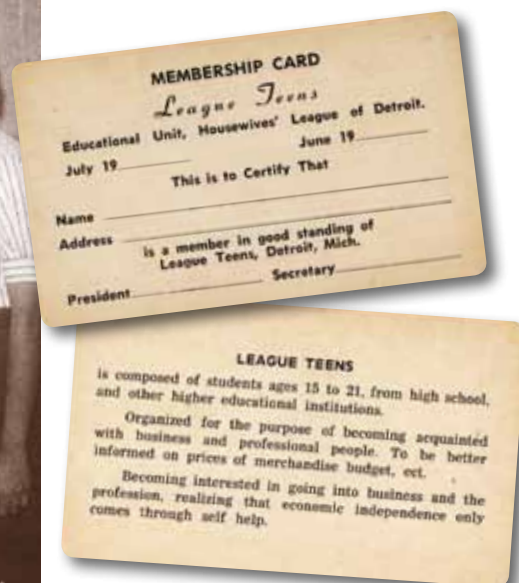 MEMBERSHIP CARD
League Teens
Educational Unit, Housewives' League of Detroit.
July 19 June 19
This is to Certify That
Name
Address
is a member in good standing of
League Teens, Detroit, Mich.
President Secretary
LEAGUE TEENS
is composed of students ages 15 to 21, from high school,
and other higher educational institutions.
Organized for the purpose of becoming acquainted
with business and professional people. To be better
informed on prices of merchandise budget, ect.
Becoming interested in going into business and the
profession, realizing that economic independence only
comes through self help.